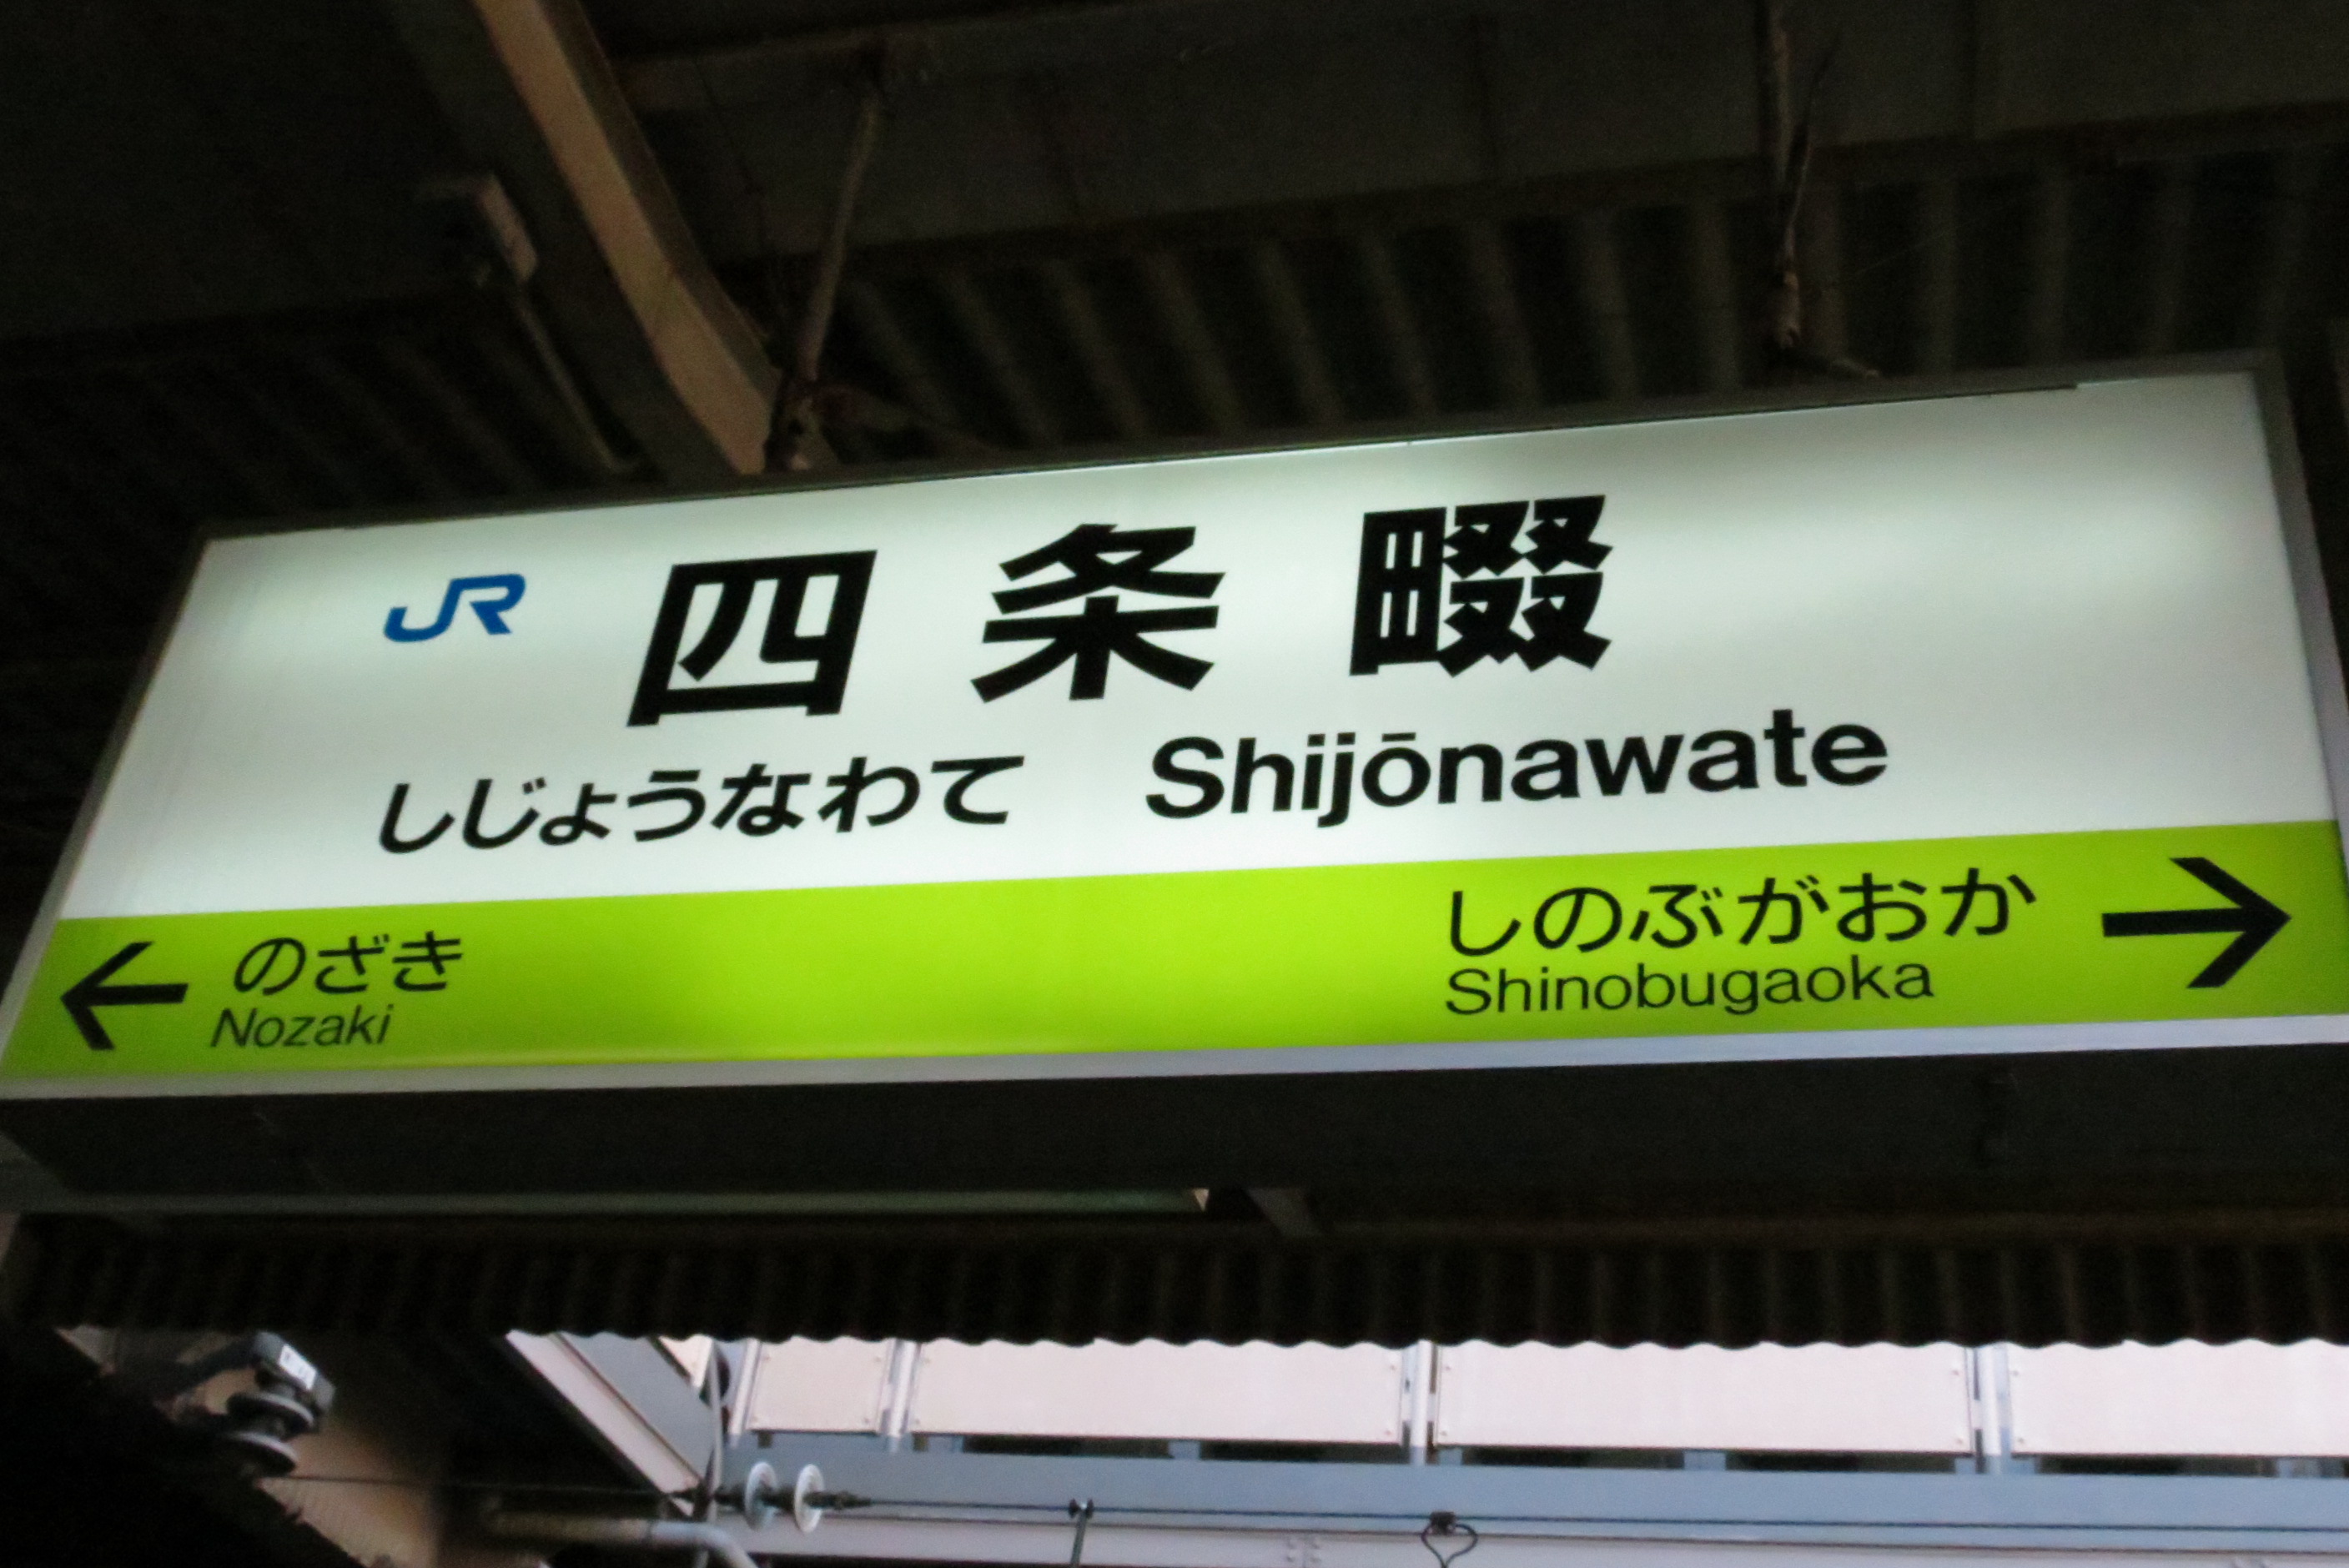 JR 四条畷
しじょうなわて Shijōnawate
← のざき
Nozaki
しのぶがおか →
Shinobugaoka